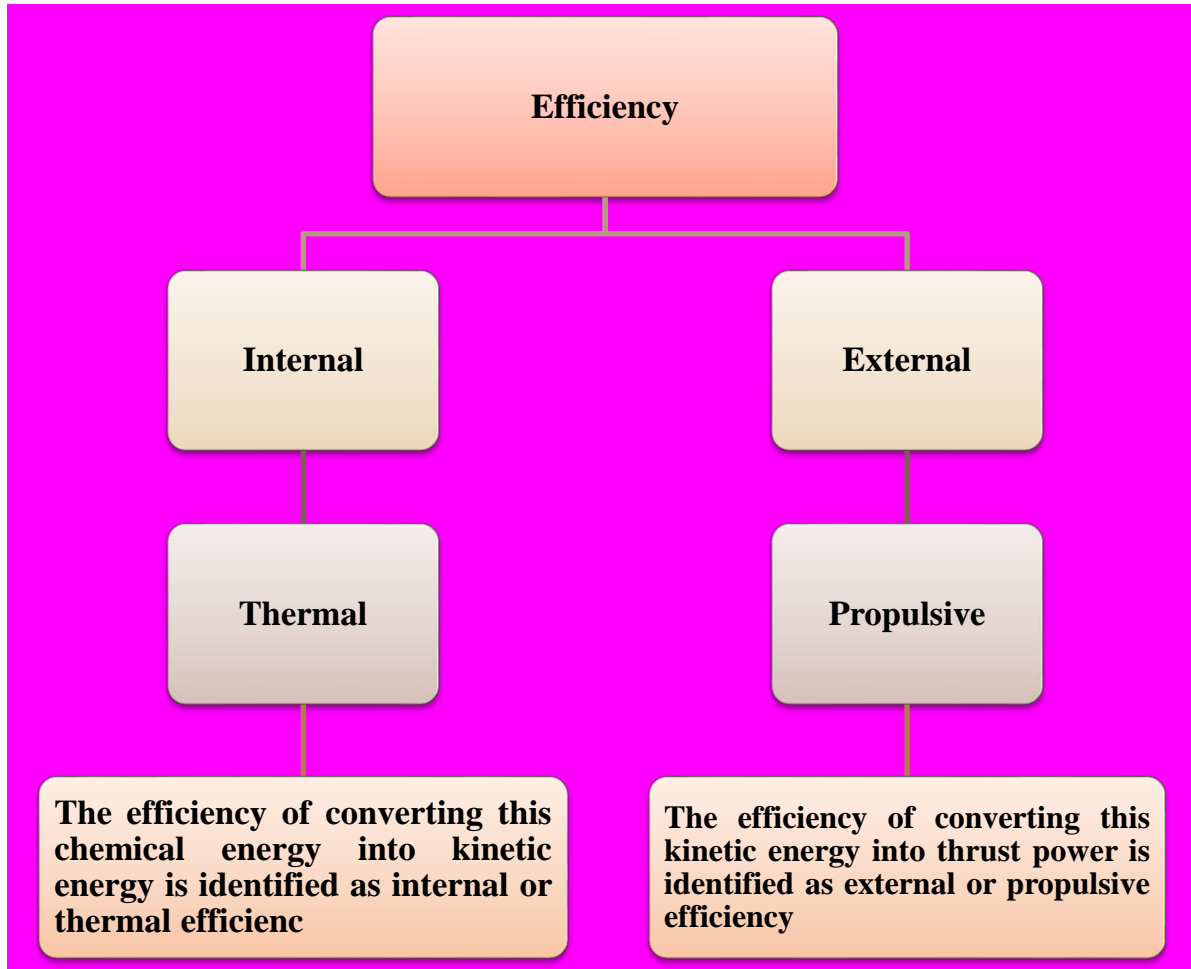 Efficiency
Internal
External
Thermal
Propulsive
The efficiency of converting this
chemical energy into kinetic
energy is identified as internal or
thermal efficienc
The efficiency of converting this
kinetic energy into thrust power is
identified as external or propulsive
efficiency